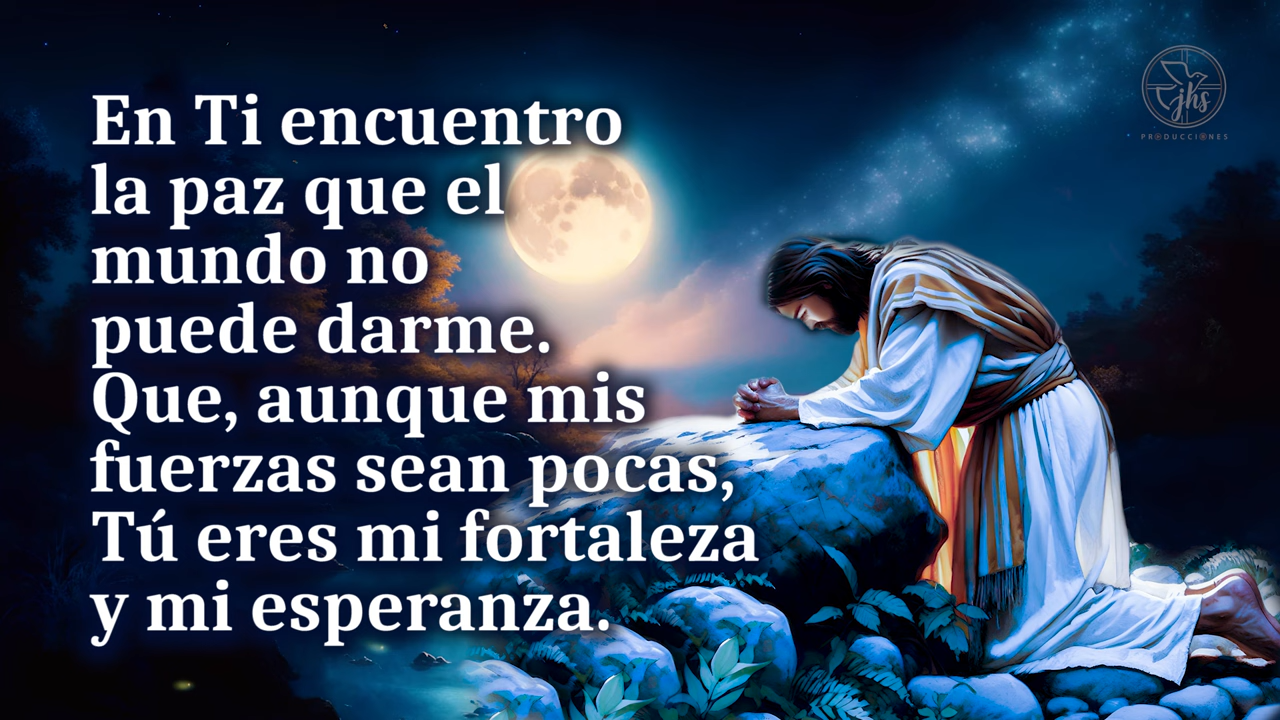 En Ti encuentro
la paz que el
mundo no
puede darme.
Que, aunque mis
fuerzas sean pocas,
Tú eres mi fortaleza
y mi esperanza.
jhs
PRODUCCIONES